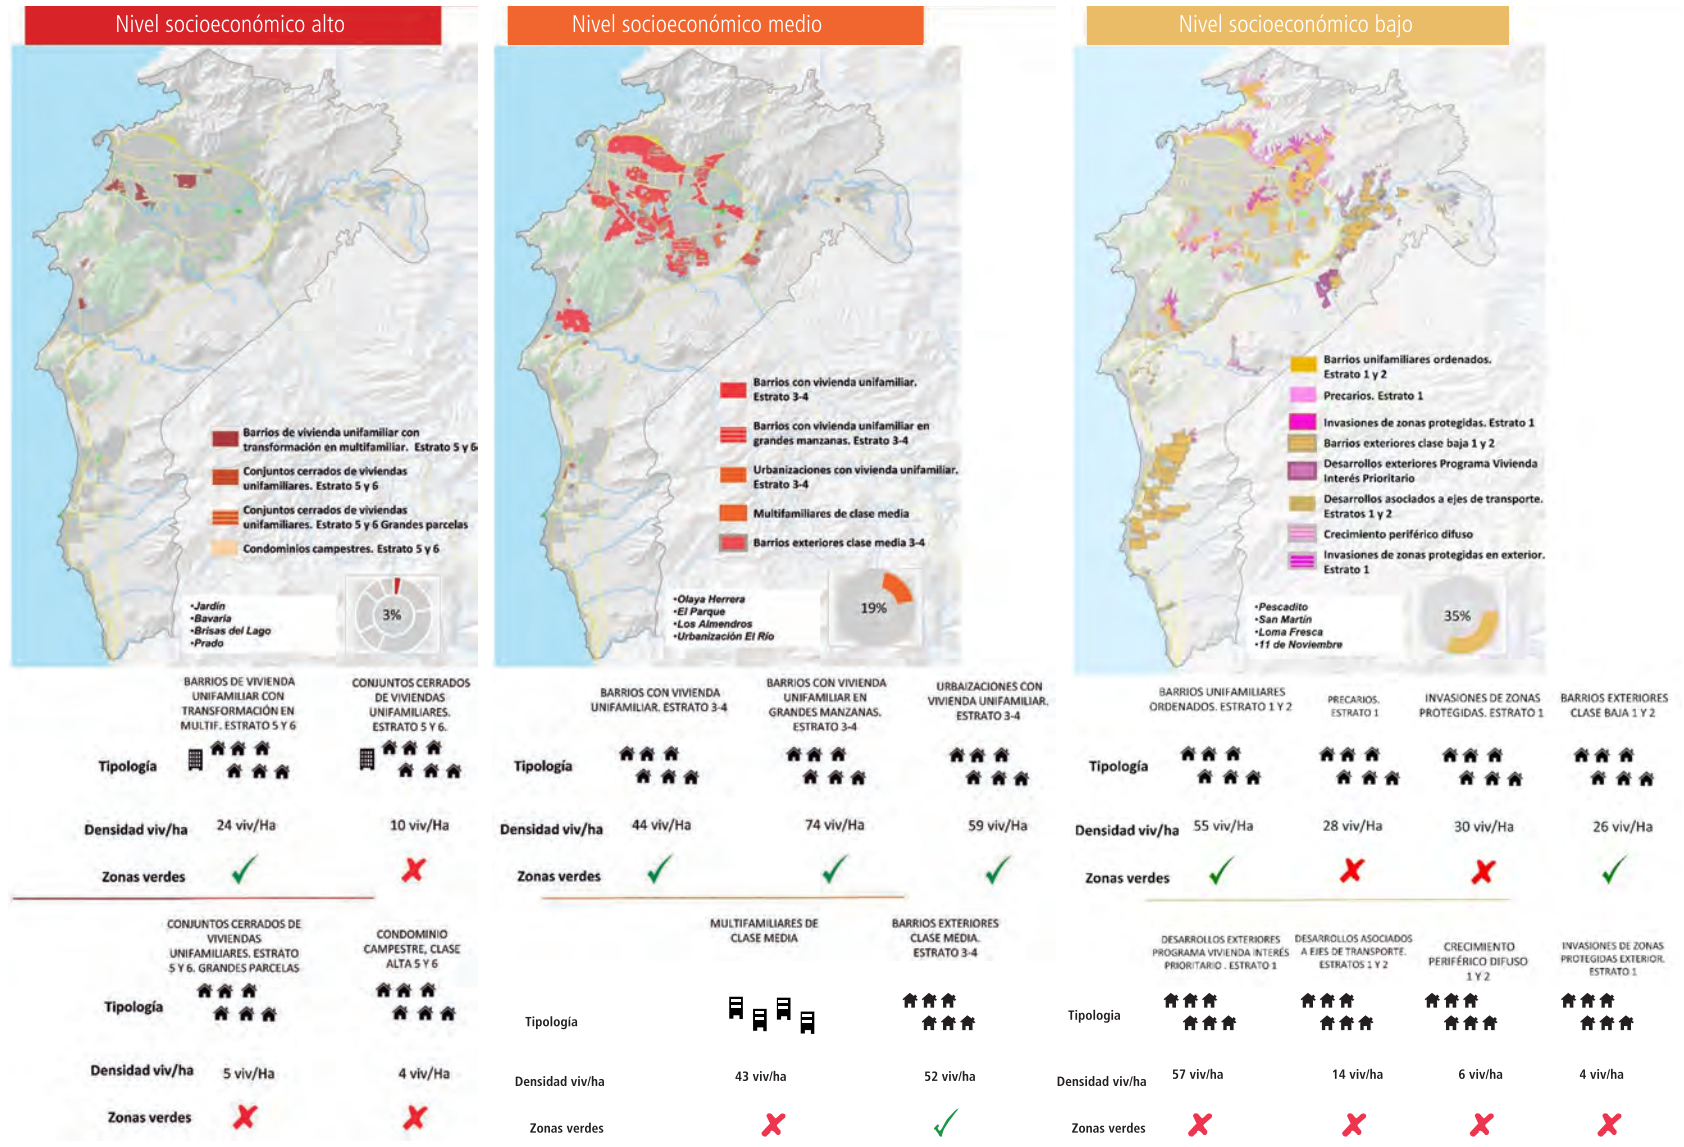 Nivel socioeconómico alto
Barrios de vivienda unifamiliar con
transformación en multifamiliar. Estrato 5 y 6
Conjuntos cerrados de viviendas
unifamiliares. Estrato 5 y 6
Conjuntos cerrados de viviendas
unifamiliares. Estrato 5 y 6 Grandes parcelas
Condominios campestres. Estrato 5 y 6
•Jardín
•Bavaria
•Brisas del Lago
•Prado
3%
BARRIOS DE VIVIENDA
UNIFAMILIAR CON
TRANSFORMACIÓN EN
MULTIF. ESTRATO 5 Y 6
CONJUNTOS CERRADOS
DE VIVIENDAS
UNIFAMILIARES.
ESTRATO 5 Y 6.
Tipología
Densidad viv/ha
24 viv/Ha
10 viv/Ha
Zonas verdes
CONJUNTOS CERRADOS DE
VIVIENDAS
UNIFAMILIARES. ESTRATO
5 Y 6. GRANDES PARCELAS
CONDOMINIO
CAMPESTRE, CLASE
ALTA 5 Y 6
Tipología
Densidad viv/ha
5 viv/Ha
4 viv/Ha
Zonas verdes
Nivel socioeconómico medio
Barrios con vivienda unifamiliar.
Estrato 3-4
Barrios con vivienda unifamiliar en
grandes manzanas. Estrato 3-4
Urbanizaciones con vivienda unifamiliar.
Estrato 3-4
Multifamiliares de clase media
Barrios exteriores clase media 3-4
•Olaya Herrera
•El Parque
•Los Almendros
•Urbanización El Río
19%
BARRIOS CON VIVIENDA
UNIFAMILIAR. ESTRATO 3-4
BARRIOS CON VIVIENDA
UNIFAMILIAR EN
GRANDES MANZANAS.
ESTRATO 3-4
URBAIZACIONES CON
VIVIENDA UNIFAMILIAR.
ESTRATO 3-4
Tipología
Densidad viv/ha
44 viv/Ha
74 viv/Ha
59 viv/Ha
Zonas verdes
MULTIFAMILIARES DE
CLASE MEDIA
BARRIOS EXTERIORES
CLASE MEDIA.
ESTRATO 3-4
Tipología
Densidad viv/ha
43 viv/ha
52 viv/ha
Zonas verdes
Nivel socioeconómico bajo
Barrios unifamiliares ordenados.
Estrato 1 y 2
Precarios. Estrato 1
Invasiones de zonas protegidas. Estrato 1
Barrios exteriores clase baja 1 y 2
Desarrollos exteriores Programa Vivienda
Interés Prioritario
Desarrollos asociados a ejes de transporte.
Estratos 1 y 2
Crecimiento periférico difuso
Invasiones de zonas protegidas en exterior.
Estrato 1
•Pescadito
•San Martín
•Loma Fresca
•11 de Noviembre
35%
BARRIOS UNIFAMILIARES
ORDENADOS. ESTRATO 1 Y 2
PRECARIOS.
ESTRATO 1
INVASIONES DE ZONAS
PROTEGIDAS. ESTRATO 1
BARRIOS EXTERIORES
CLASE BAJA 1 Y 2
Tipología
Densidad viv/ha
55 viv/Ha
28 viv/Ha
30 viv/Ha
26 viv/Ha
Zonas verdes
DESARROLLOS EXTERIORES
PROGRAMA VIVIENDA INTERÉS
PRIORITARIO . ESTRATO 1
DESARROLLOS ASOCIADOS
A EJES DE TRANSPORTE.
ESTRATOS 1 Y 2
CRECIMIENTO
PERIFÉRICO DIFUSO
1 Y 2
INVASIONES DE ZONAS
PROTEGIDAS EXTERIOR.
ESTRATO 1
Tipologia
Densidad viv/ha
57 viv/ha
14 viv/ha
6 viv/ha
4 viv/ha
Zonas verdes